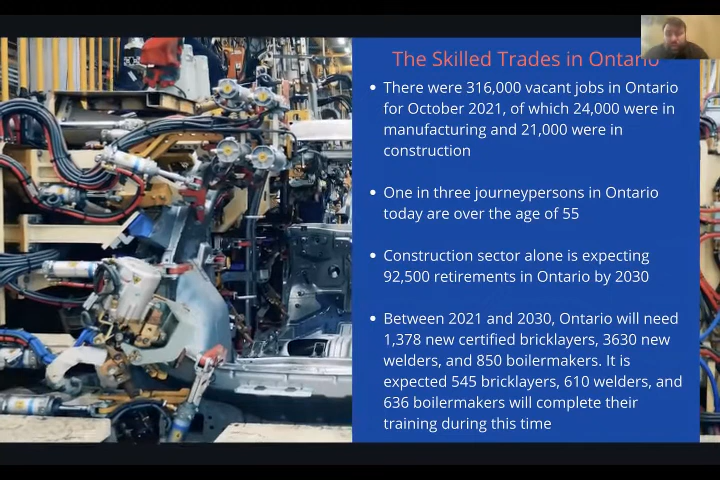 The Skilled Trades in Ontario
There were 316,000 vacant jobs in Ontario
for October 2021, of which 24,000 were in
manufacturing and 21,000 were in
construction
One in three journeypersons in Ontario
today are over the age of 55
Construction sector alone is expecting
92,500 retirements in Ontario by 2030
Between 2021 and 2030, Ontario will need
1,378 new certified bricklayers, 3630 new
welders, and 850 boilermakers. It is
expected 545 bricklayers, 610 welders, and
636 boilermakers will complete their
training during this time